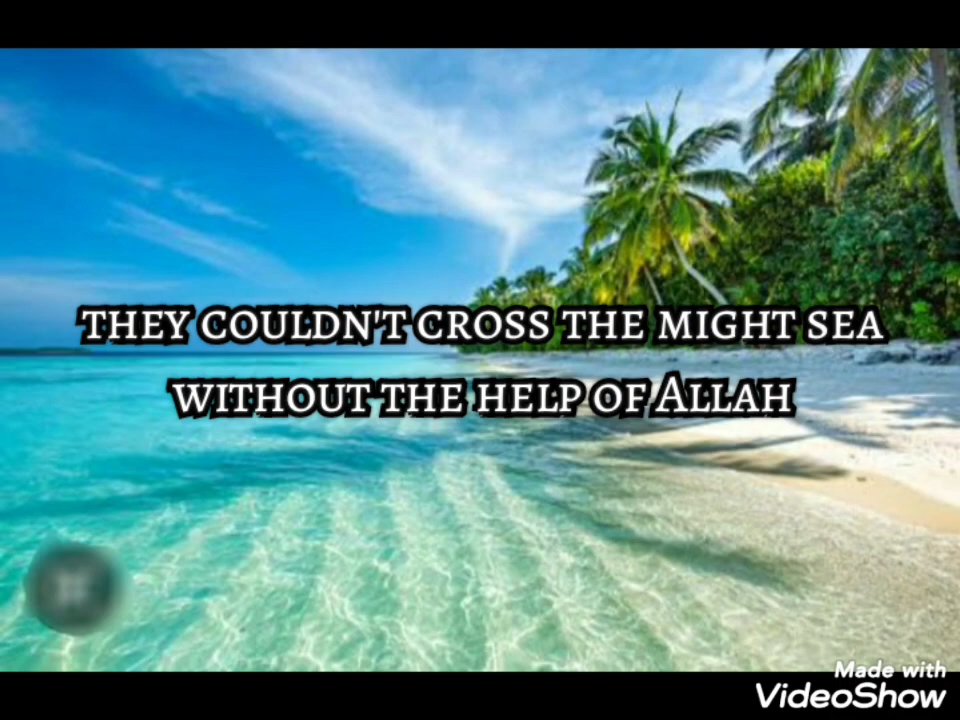 THEY COULDN'T CROSS THE MIGHT SEA
WITHOUT THE HELP OF ALLAH
Made with
VideoShow